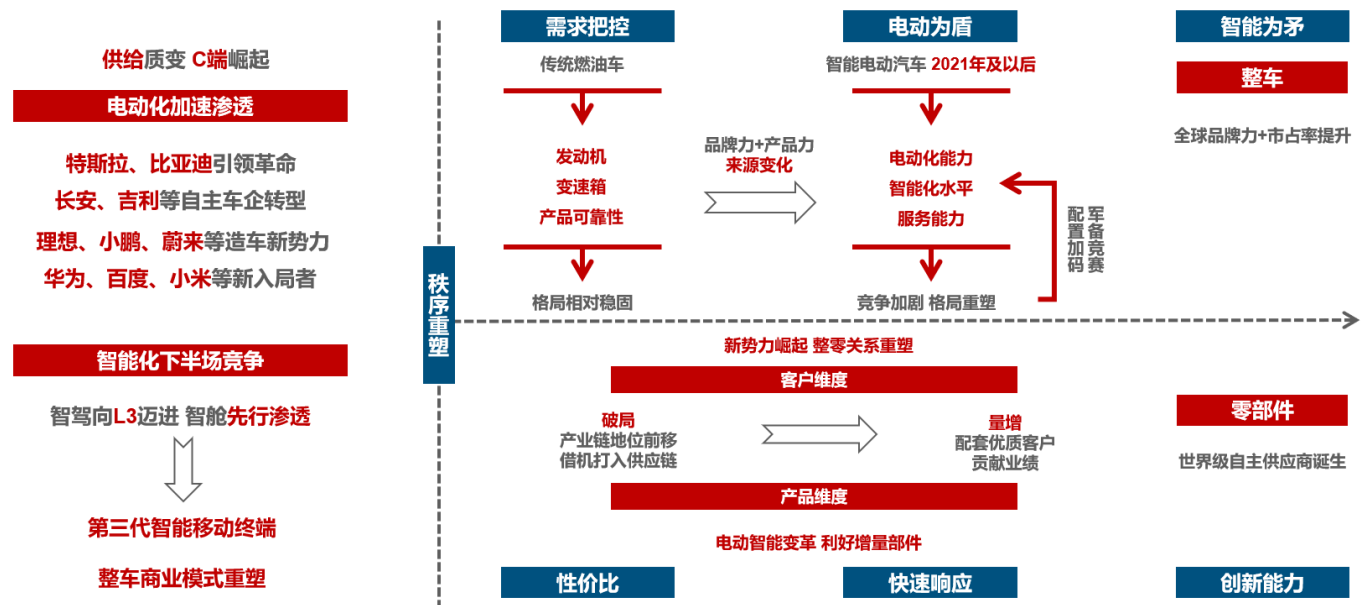 供给质变 C端崛起
电动化加速渗透
特斯拉、比亚迪引领革命
长安、吉利等自主车企转型
理想、小鹏、蔚来等造车新势力
华为、百度、小米等新入局者
智能化下半场竞争
智驾向L3迈进 智舱先行渗透
第三代智能移动终端
整车商业模式重塑
秩序重塑
需求把控
电动为盾
智能为矛
传统燃油车
发动机
变速箱
产品可靠性
格局相对稳固
品牌力+产品力
来源变化
智能电动汽车 2021年及以后
电动化能力
智能化水平
服务能力
竞争加剧 格局重塑
军备竞赛
配置加码
整车
全球品牌力+市占率提升
新势力崛起 整零关系重塑
客户维度
破局
产业链地位前移
借机打入供应链
量增
配套优质客户
贡献业绩
产品维度
电动智能变革 利好增量部件
零部件
世界级自主供应商诞生
性价比
快速响应
创新能力